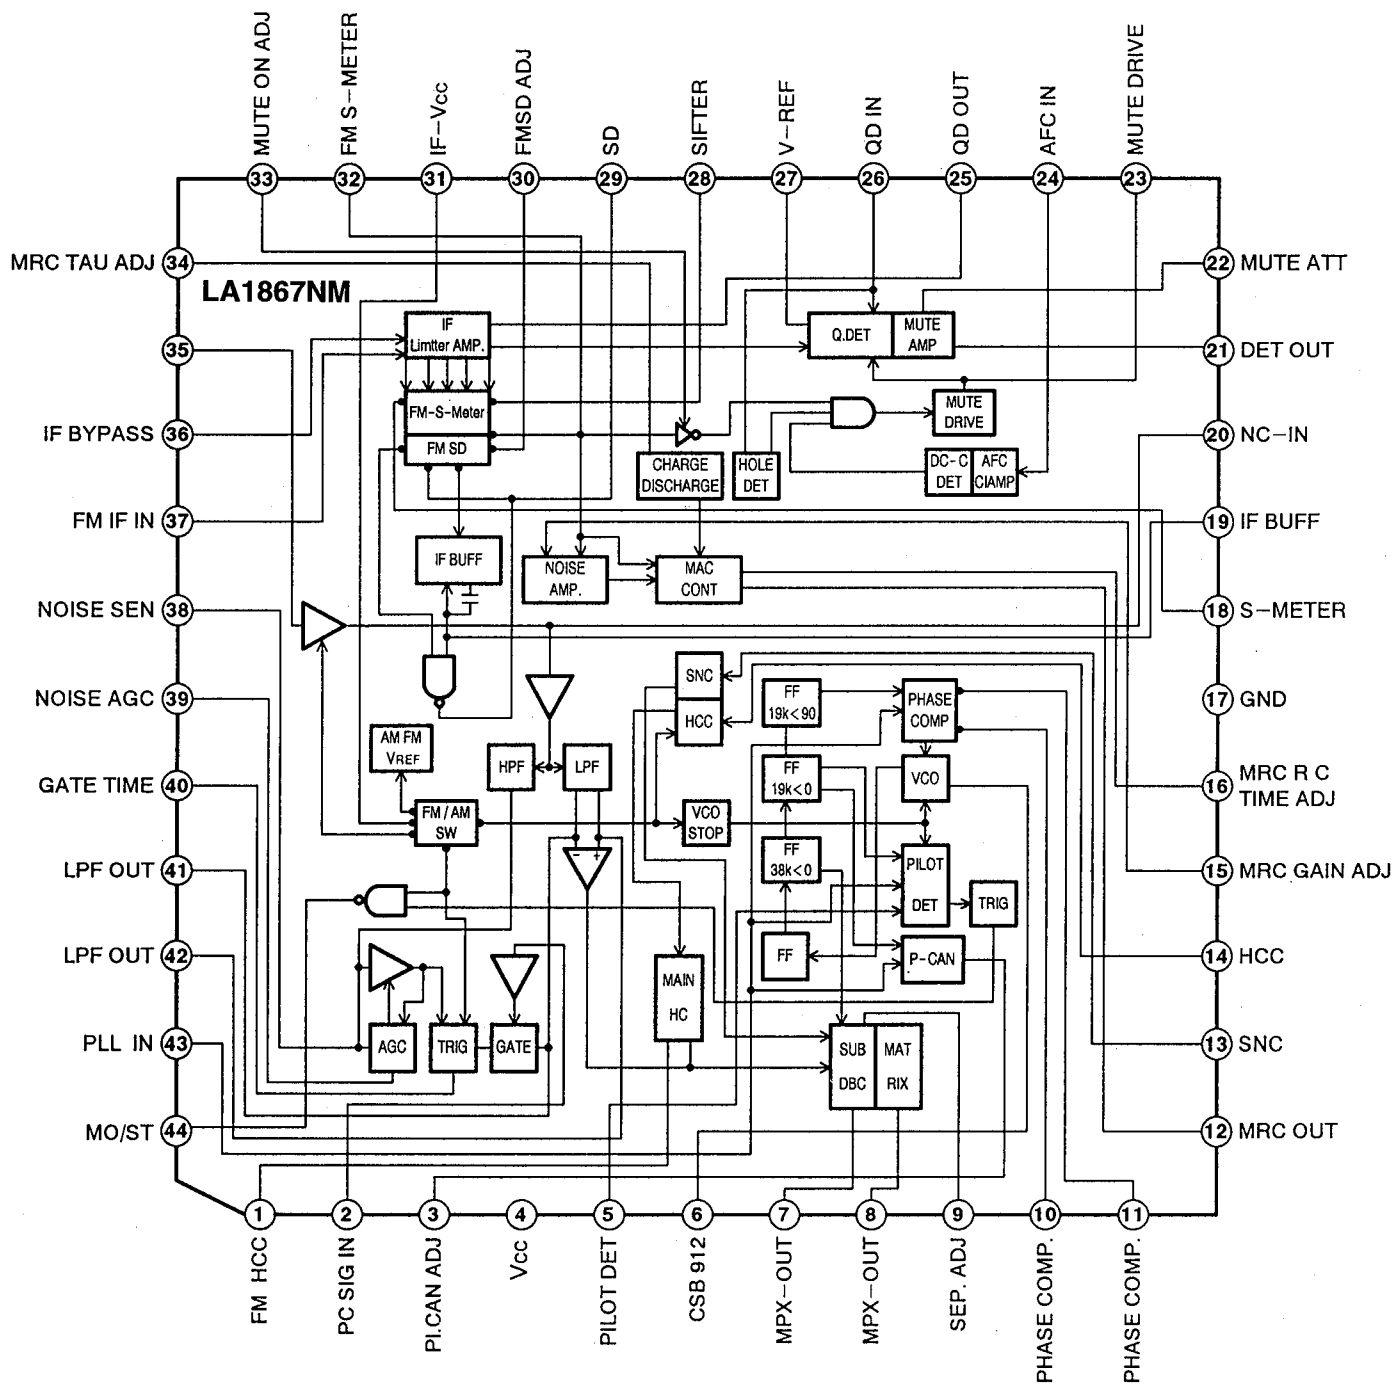 MUTE ON ADJ
FM S-METER
IF-Vcc
FMSD ADJ
SD
SIFTER
V-REF
QD IN
QD OUT
AFC IN
MUTE DRIVE
33
32
31
30
29
28
27
26
25
24
23
MRC TAU ADJ 34
LA1867NM
22 MUTE ATT
35
IF
Limtter AMP.
Q.DET
MUTE
AMP
21 DET OUT
FM-S-Meter
MUTE
DRIVE
IF BYPASS 36
FM SD
20 NC-IN
CHARGE
DISCHARGE
HOLE
DET
DC-C
DET
AFC
CIAMP
FM IF IN 37
19 IF BUFF
IF BUFF
NOISE
AMP.
MAC
CONT
NOISE SEN 38
18 S-METER
SNC
HCC
FF
19k<90
PHASE
COMP
NOISE AGC 39
17 GND
AM FM
VREF
HPF
LPF
FF
19k<0
VCO
GATE TIME 40
16 MRC R C
TIME ADJ
FM/AM
SW
VCO
STOP
- +
FF
38k<0
PILOT
DET
TRIG
LPF OUT 41
15 MRC GAIN ADJ
FF
P-CAN
LPF OUT 42
14 HCC
MAIN
HC
AGC
TRIG
GATE
SUB
DBC
MAT
RIX
PLL IN 43
13 SNC
MO/ST 44
12 MRC OUT
1
2
3
4
5
6
7
8
9
10
11
FM HCC
PC SIG IN
PI.CAN ADJ
Vcc
PILOT DET
CSB 912
MPX-OUT
MPX-OUT
SEP. ADJ
PHASE COMP.
PHASE COMP.